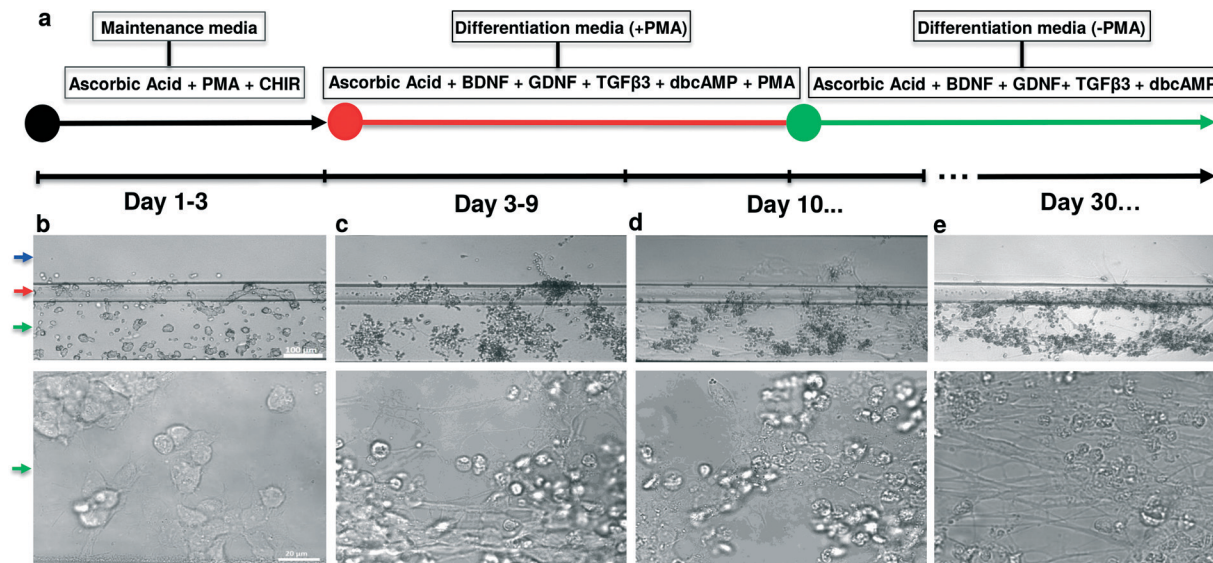 a
Maintenance media
Differentiation media (+PMA)
Differentiation media (-PMA)
Ascorbic Acid + PMA + CHIR
Ascorbic Acid + BDNF + GDNF + TGFβ3 + dbcAMP + PMA
Ascorbic Acid + BDNF + GDNF+ TGFβ3 + dbcAMP
Day 1-3
Day 3-9
Day 10...
Day 30...
b
c
d
e
100 μm
20 μm